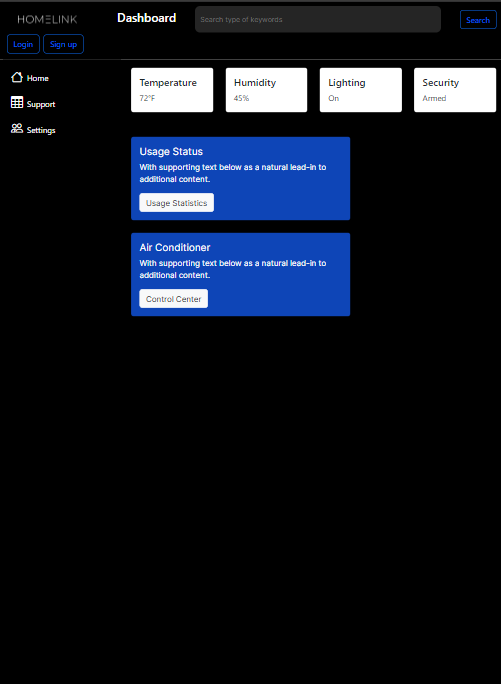 HOMELINK
Dashboard
Search type of keywords
Search
Login
Sign up
Home
Support
Settings
Temperature
72°F
Humidity
45%
Lighting
On
Security
Armed
Usage Status
With supporting text below as a natural lead-in to
additional content.
Usage Statistics
Air Conditioner
With supporting text below as a natural lead-in to
additional content.
Control Center